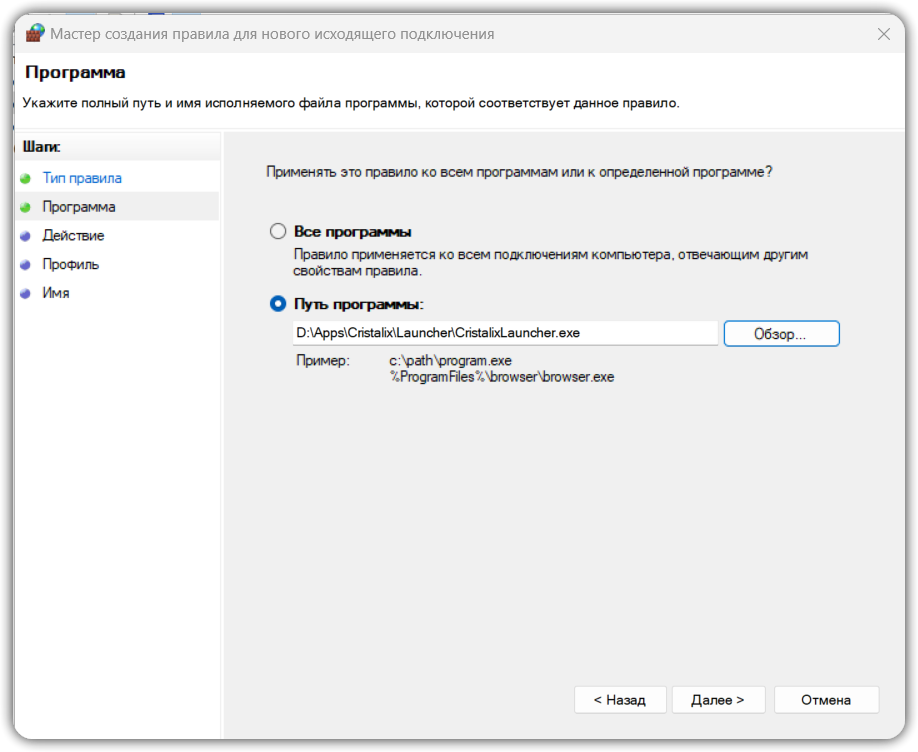 Мастер создания правила для нового исходящего подключения
Программа
Укажите полный путь и имя исполняемого файла программы, которой соответствует данное правило.
Шаги:
Тип правила
Программа
Действие
Профиль
Имя
Применять это правило ко всем программам или к определенной программе?
Все программы
Правило применяется ко всем подключениям компьютера, отвечающим другим
свойствам правила.
Путь программы:
D:\Apps\Cristalix\Launcher\CristalixLauncher.exe
Обзор...
Пример: c:\path\program.exe
%ProgramFiles%\browser\browser.exe
< Назад Далее > Отмена